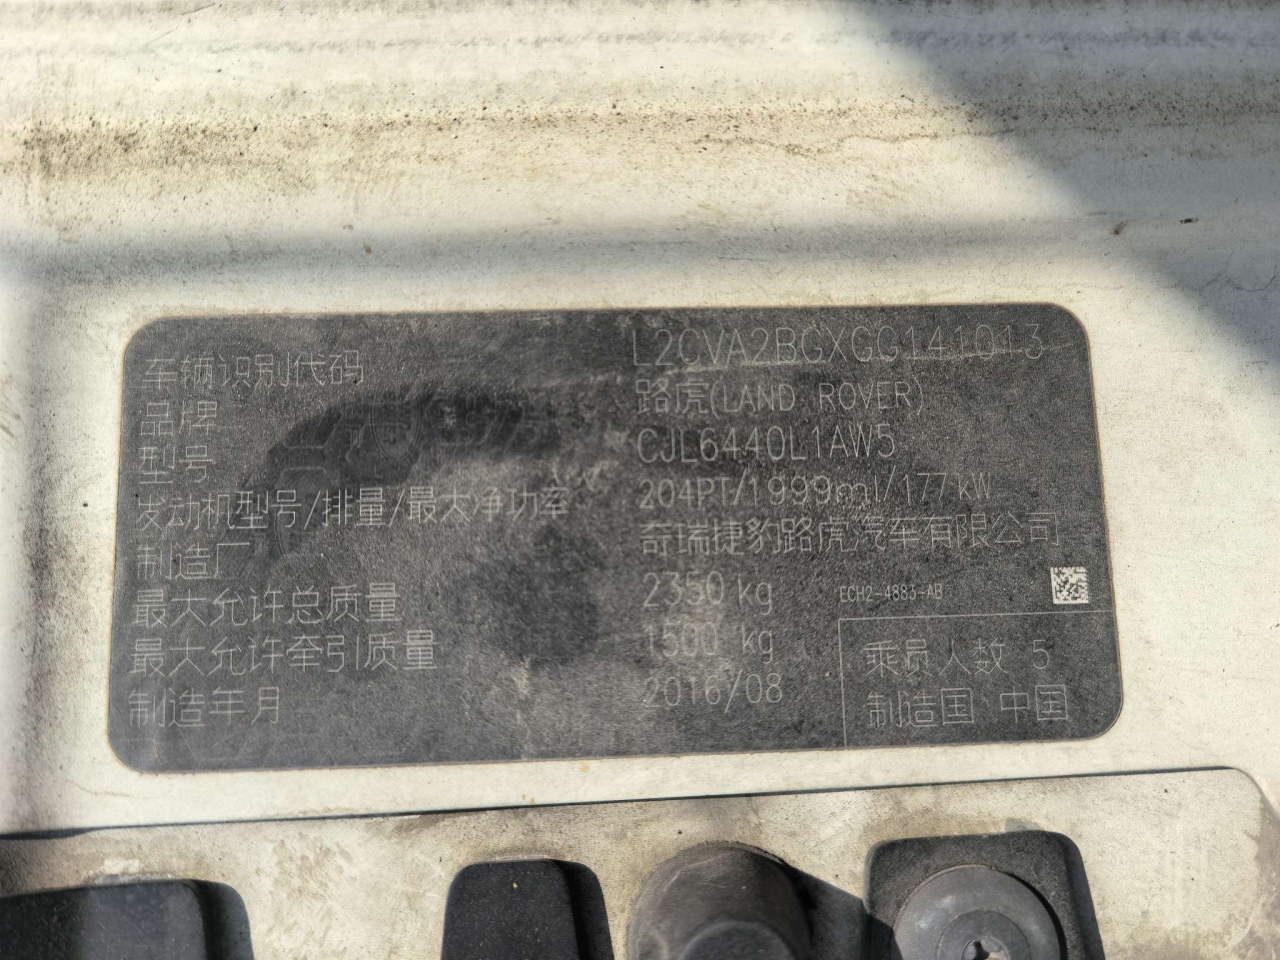 车辆识别代码 L2CVA2BGXGG141013
品牌 路虎(LAND ROVER)
型号 CJL6440L1AW5
发动机型号/排量/最大净功率 204PT/1999ml/177 kW
制造厂 奇瑞捷豹路虎汽车有限公司
最大允许总质量 2350 kg ECH2-4883-AB
最大允许牵引质量 1500 kg 乘员人数 5
制造年月 2016/08 制造国 中国